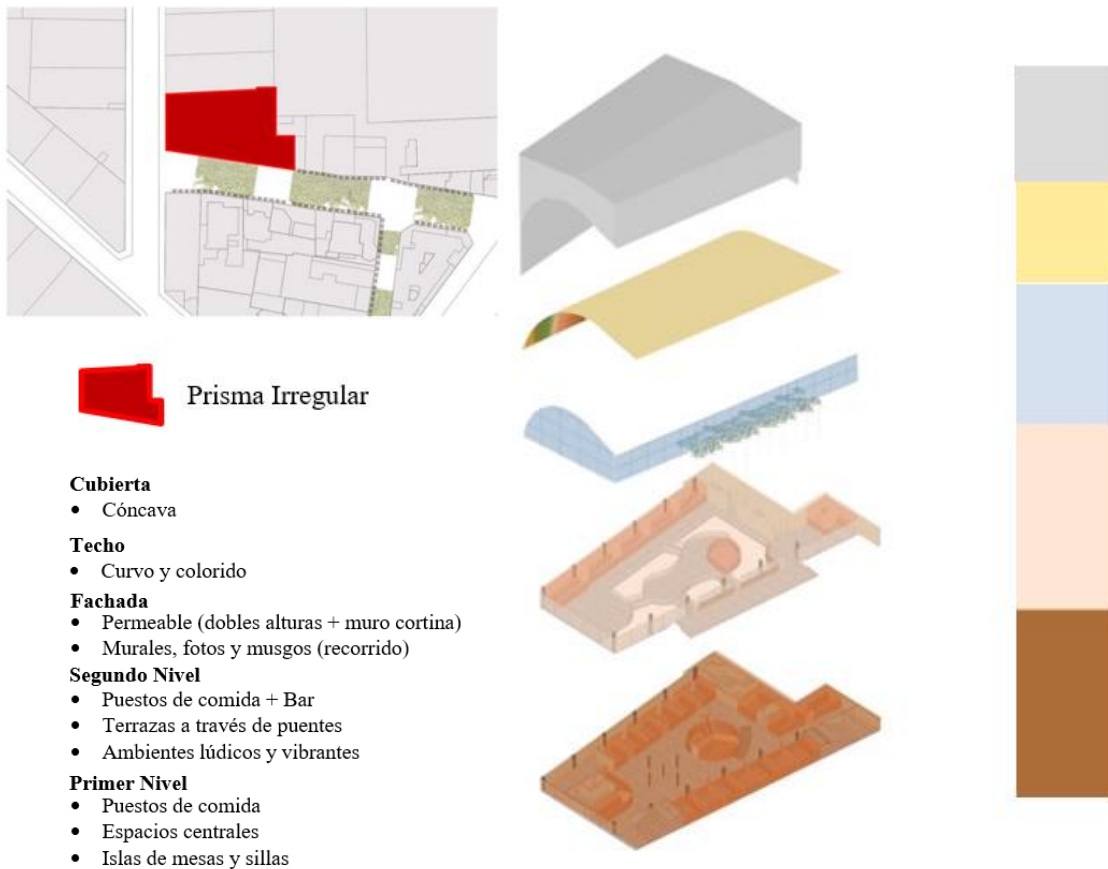 Prisma Irregular
Cubierta
• Cóncava
Techo
• Curvo y colorido
Fachada
• Permeable (dobles alturas + muro cortina)
• Murales, fotos y musgos (recorrido)
Segundo Nivel
• Puestos de comida + Bar
• Terrazas a través de puentes
• Ambientes lúdicos y vibrantes
Primer Nivel
• Puestos de comida
• Espacios centrales
• Islas de mesas y sillas